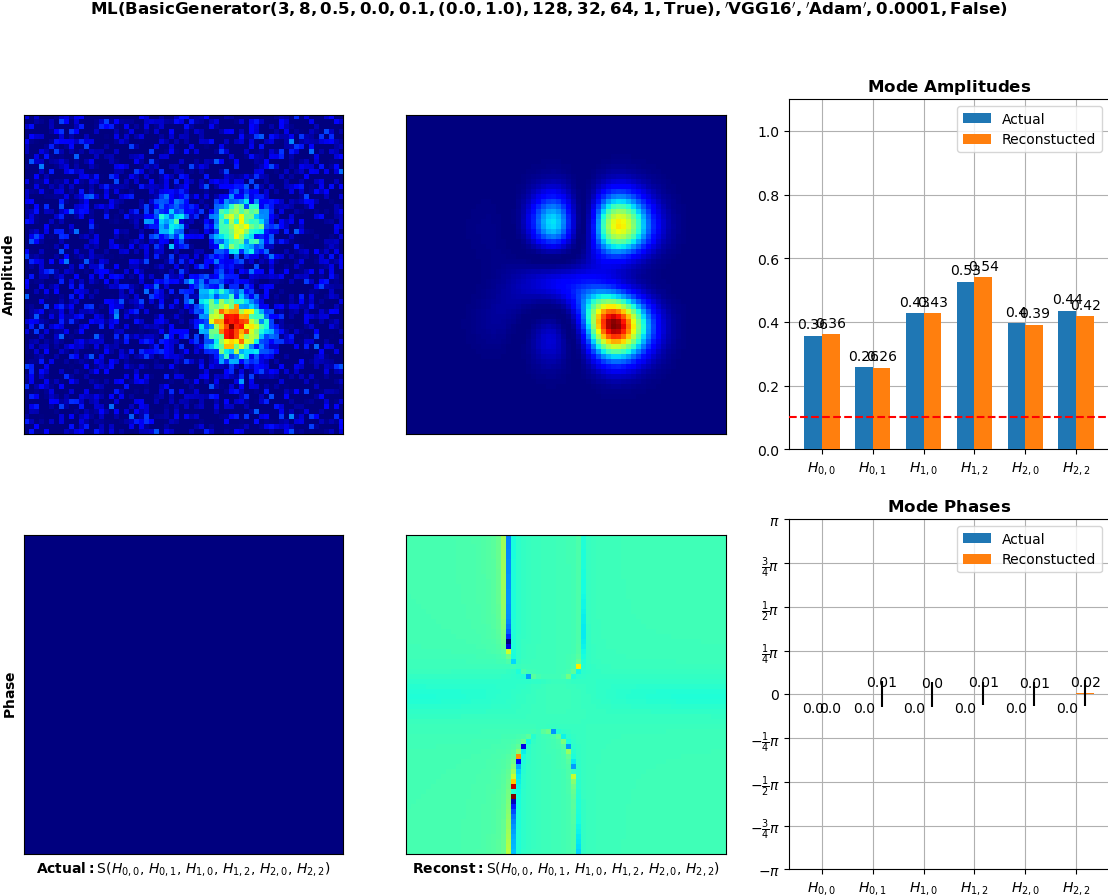 ML(BasicGenerator(3, 8, 0.5, 0.0, 0.1, (0.0, 1.0), 128, 32, 64, 1, True), ′VGG16′, ′Adam′, 0.0001, False)
Amplitude
Mode Amplitudes
Actual
Reconstucted
1.0
0.8
0.6
0.4
0.2
0.0
0.36 0.36 0.26 0.26 0.43 0.43 0.53 0.54 0.4 0.39 0.44 0.42
H0,0 H0,1 H1,0 H1,2 H2,0 H2,2
Phase
Actual: S(H0,0, H0,1, H1,0, H1,2, H2,0, H2,2)
Reconst: S(H0,0, H0,1, H1,0, H1,2, H2,0, H2,2)
Mode Phases
Actual
Reconstucted
π
3/4π
1/2π
1/4π
0
−1/4π
−1/2π
−3/4π
−π
0.01 0.0 0.01 0.01 0.02
0.0 0.0 0.0 0.0 0.0 0.0 0.0
H0,0 H0,1 H1,0 H1,2 H2,0 H2,2